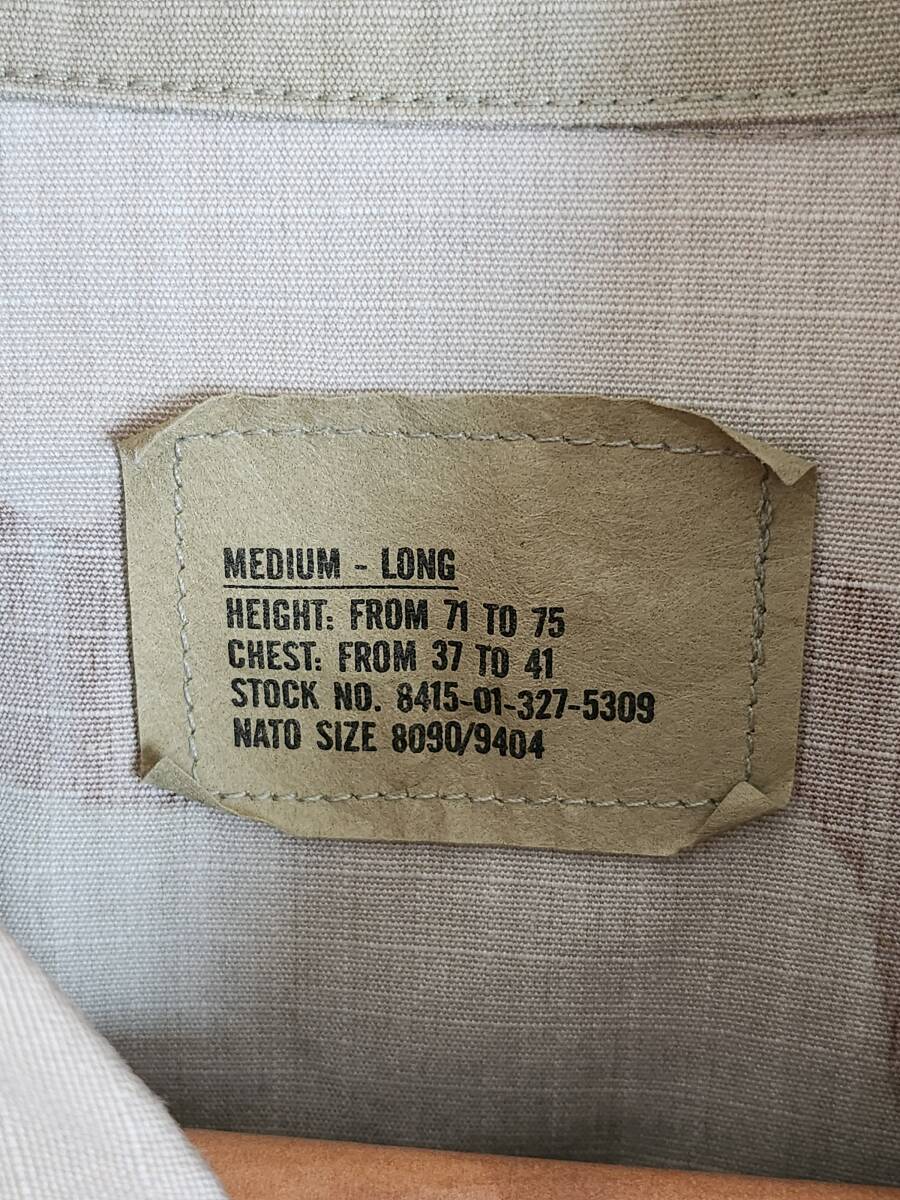 MEDIUM - LONG
HEIGHT: FROM 71 TO 75
CHEST: FROM 37 TO 41
STOCK NO. 8415-01-327-5309
NATO SIZE 8090/9404